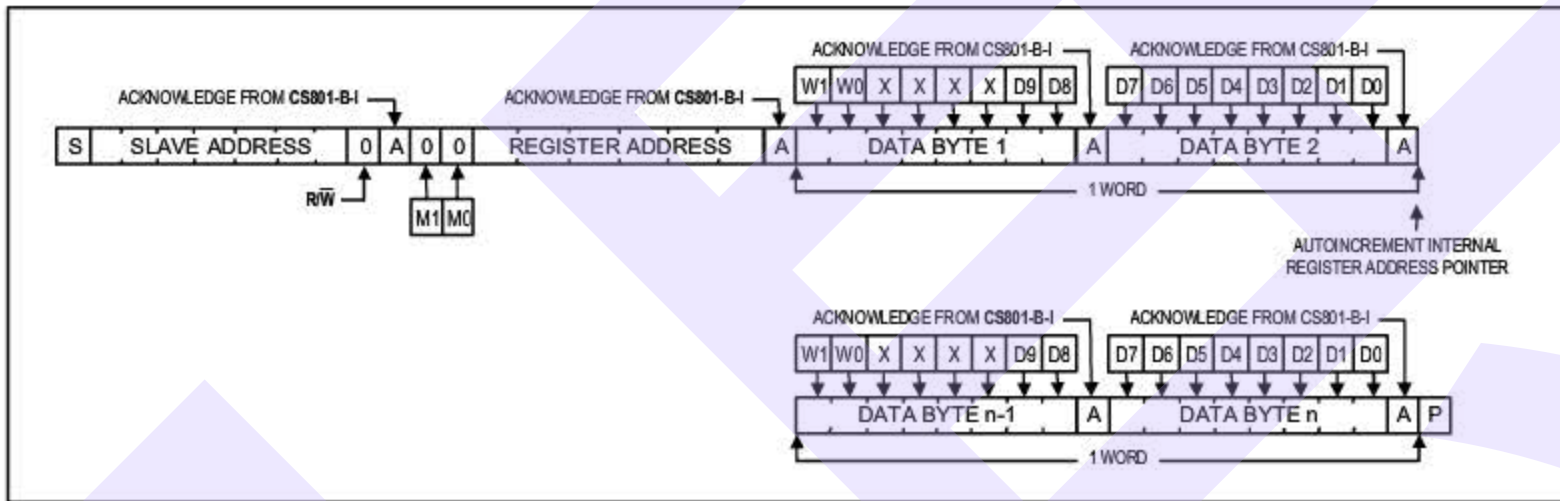 ACKNOWLEDGE FROM CS801-B-I ACKNOWLEDGE FROM CS801-B-I
W1 W0 X X X X D9 D8 D7 D6 D5 D4 D3 D2 D1 D0
ACKNOWLEDGE FROM CS801-B-I ACKNOWLEDGE FROM CS801-B-I
S SLAVE ADDRESS 0 A 0 0 REGISTER ADDRESS A DATA BYTE 1 A DATA BYTE 2 A
R/W̅ 1 WORD
M1 M0
AUTOINCREMENT INTERNAL
REGISTER ADDRESS POINTER
ACKNOWLEDGE FROM CS801-B-I ACKNOWLEDGE FROM CS801-B-I
W1 W0 X X X X D9 D8 D7 D6 D5 D4 D3 D2 D1 D0
DATA BYTE n-1 A DATA BYTE n A P
1 WORD